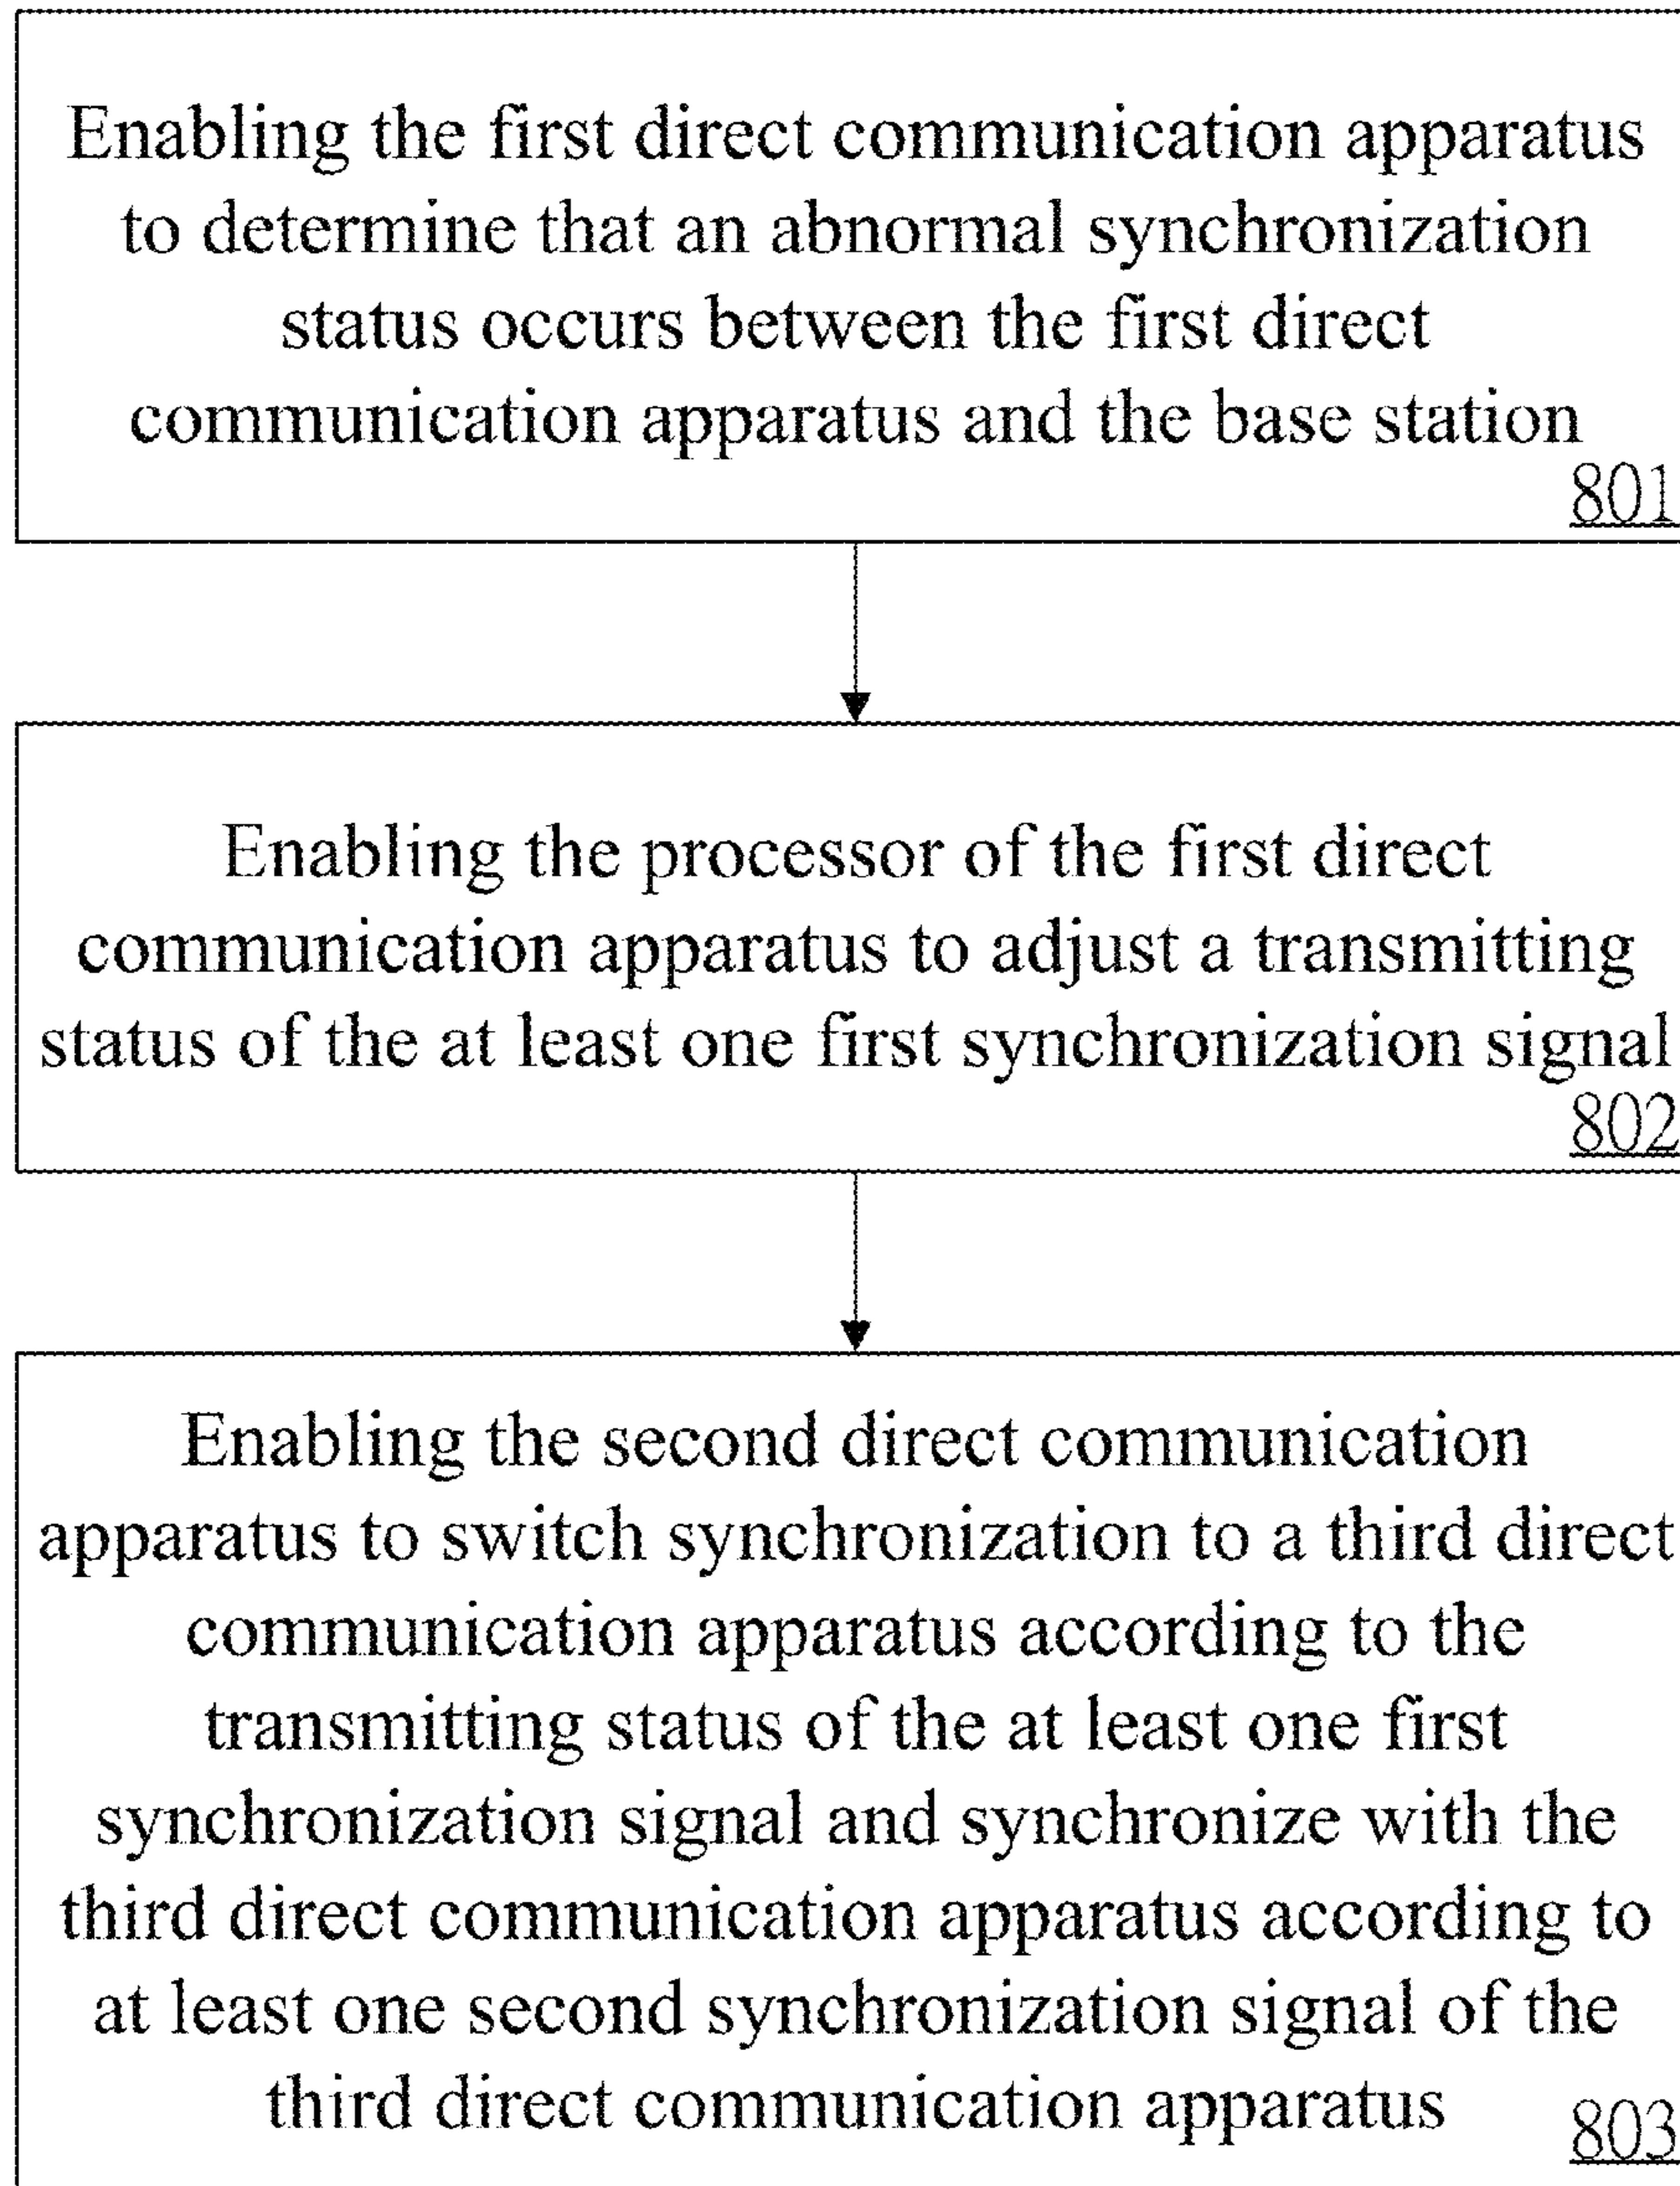 Enabling the first direct communication apparatus
to determine that an abnormal synchronization
status occurs between the first direct
communication apparatus and the base station
801
Enabling the processor of the first direct
communication apparatus to adjust a transmitting
status of the at least one first synchronization signal
802
Enabling the second direct communication
apparatus to switch synchronization to a third direct
communication apparatus according to the
transmitting status of the at least one first
synchronization signal and synchronize with the
third direct communication apparatus according to
at least one second synchronization signal of the
third direct communication apparatus
803